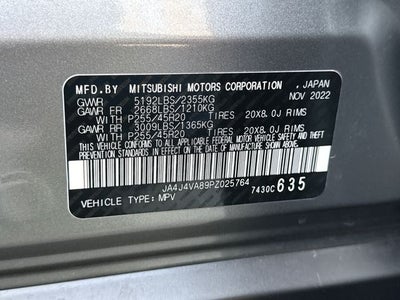 MFD.BY MITSUBISHI MOTORS CORPORATION , JAPAN
GVWR 5192LBS/2355KG NOV 2022
GAWR FR 2668LBS/1210KG
WITH P255/45R20 TIRES 20X8.0J RIMS
GAWR RR 3009LBS/1365KG
WITH P255/45R20 TIRES 20X8.0J RIMS
THIS VEHICLE CONFORMS TO ALL APPLICABLE FEDERAL MOTOR VEHICLE SAFETY AND
THEFT PREVENTION STANDARDS IN EFFECT ON THE DATE OF MANUFACTURE SHOWN ABOVE.
JA4J4VA89PZ025764
VEHICLE TYPE: MPV 7430C 635